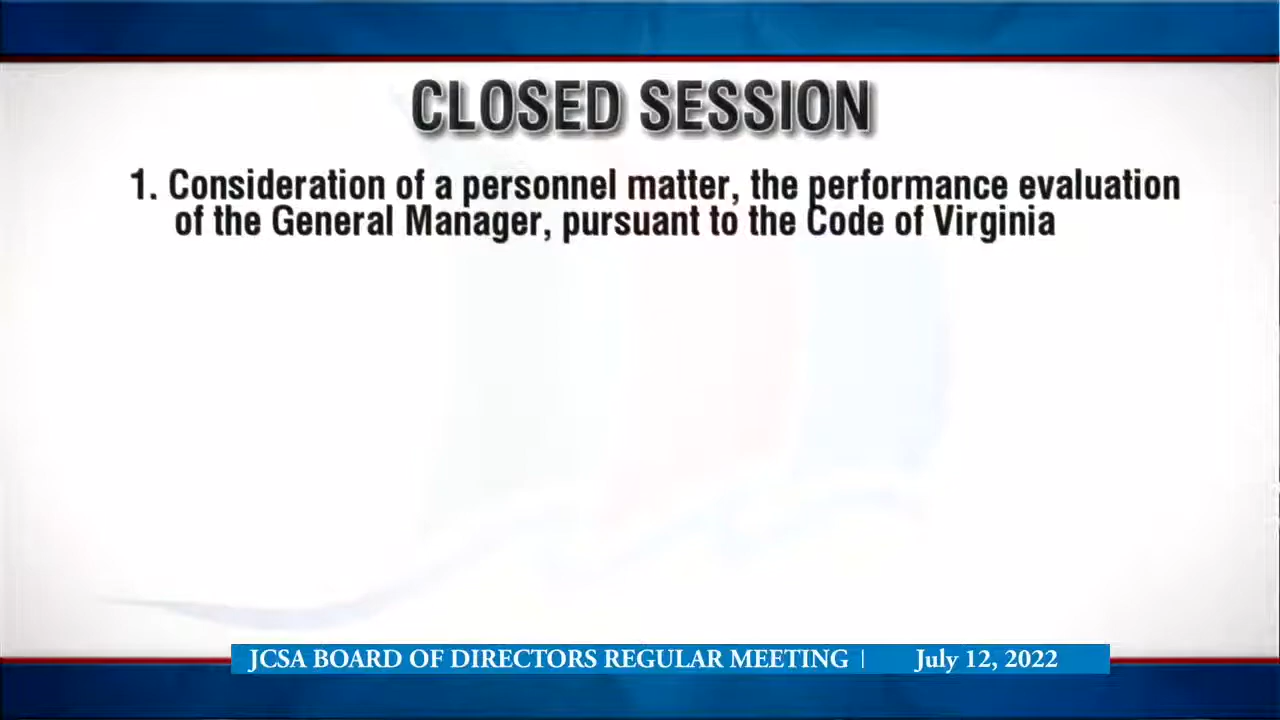 CLOSED SESSION
1. Consideration of a personnel matter, the performance evaluation
of the General Manager, pursuant to the Code of Virginia
JCSA BOARD OF DIRECTORS REGULAR MEETING | July 12, 2022